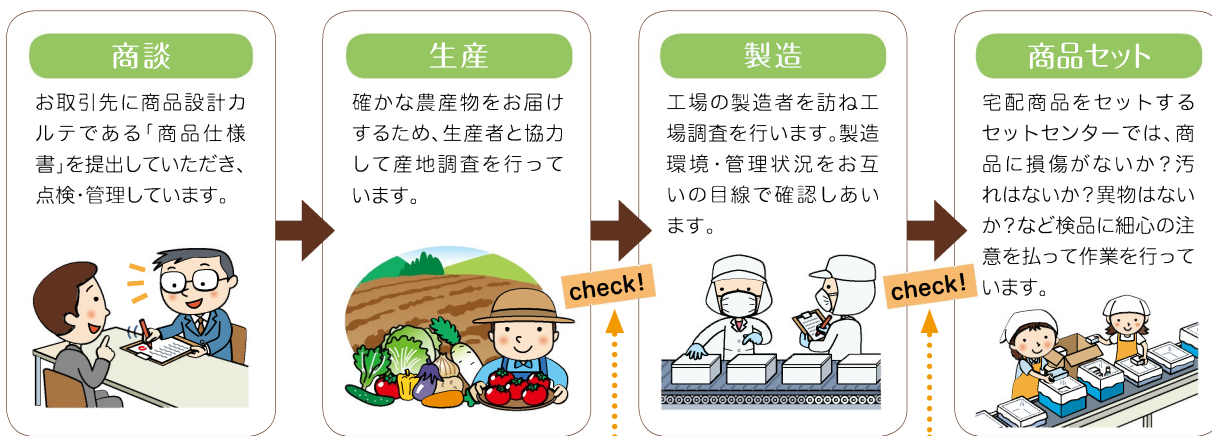 商談
お取引先に商品設計カ
ルテである「商品仕様
書」を提出していただき、
点検・管理しています。
生産
確かな農産物をお届け
するため、生産者と協力
して産地調査を行って
います。
check!
製造
工場の製造者を訪ね工
場調査を行います。製造
環境・管理状況をお互
いの目線で確認しあい
ます。
check!
商品セット
宅配商品をセットする
セットセンターでは、商
品に損傷がないか？汚
れはないか？異物はない
か？など検品に細心の注
意を払って作業を行って
います。